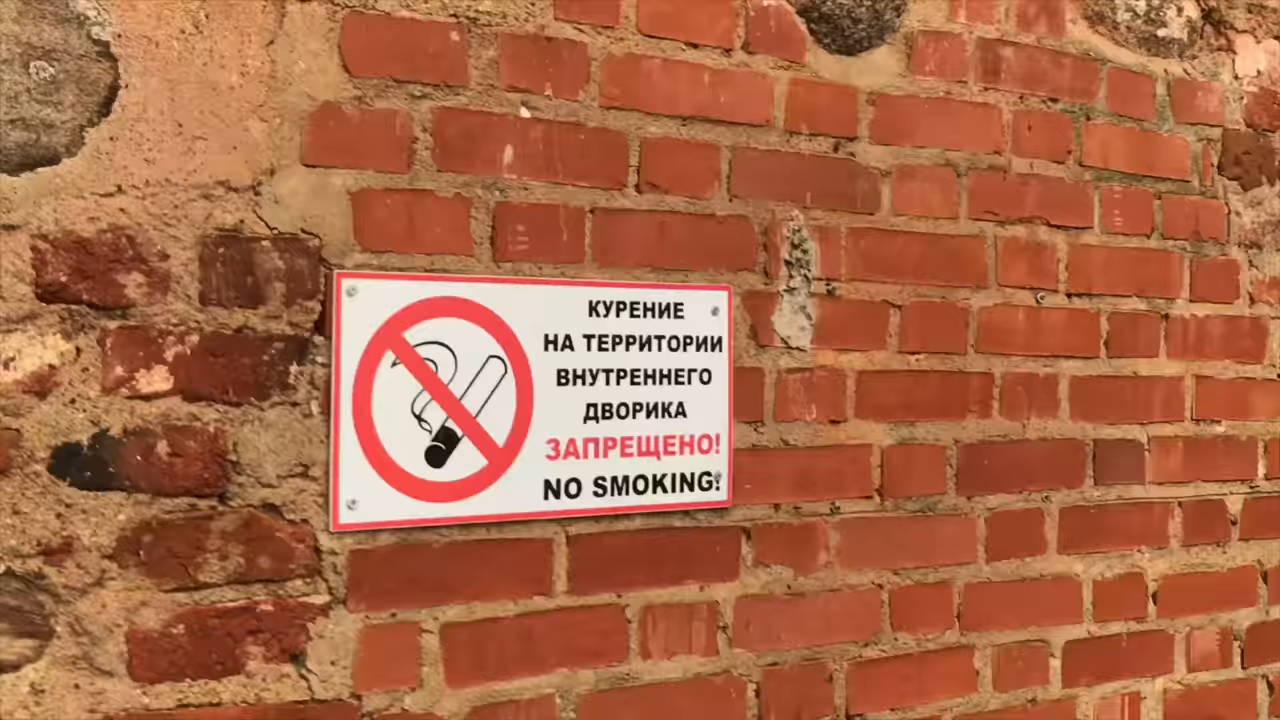 КУРЕНИЕ
НА ТЕРРИТОРИИ
ВНУТРЕННЕГО
ДВОРИКА
ЗАПРЕЩЕНО!
NO SMOKING!